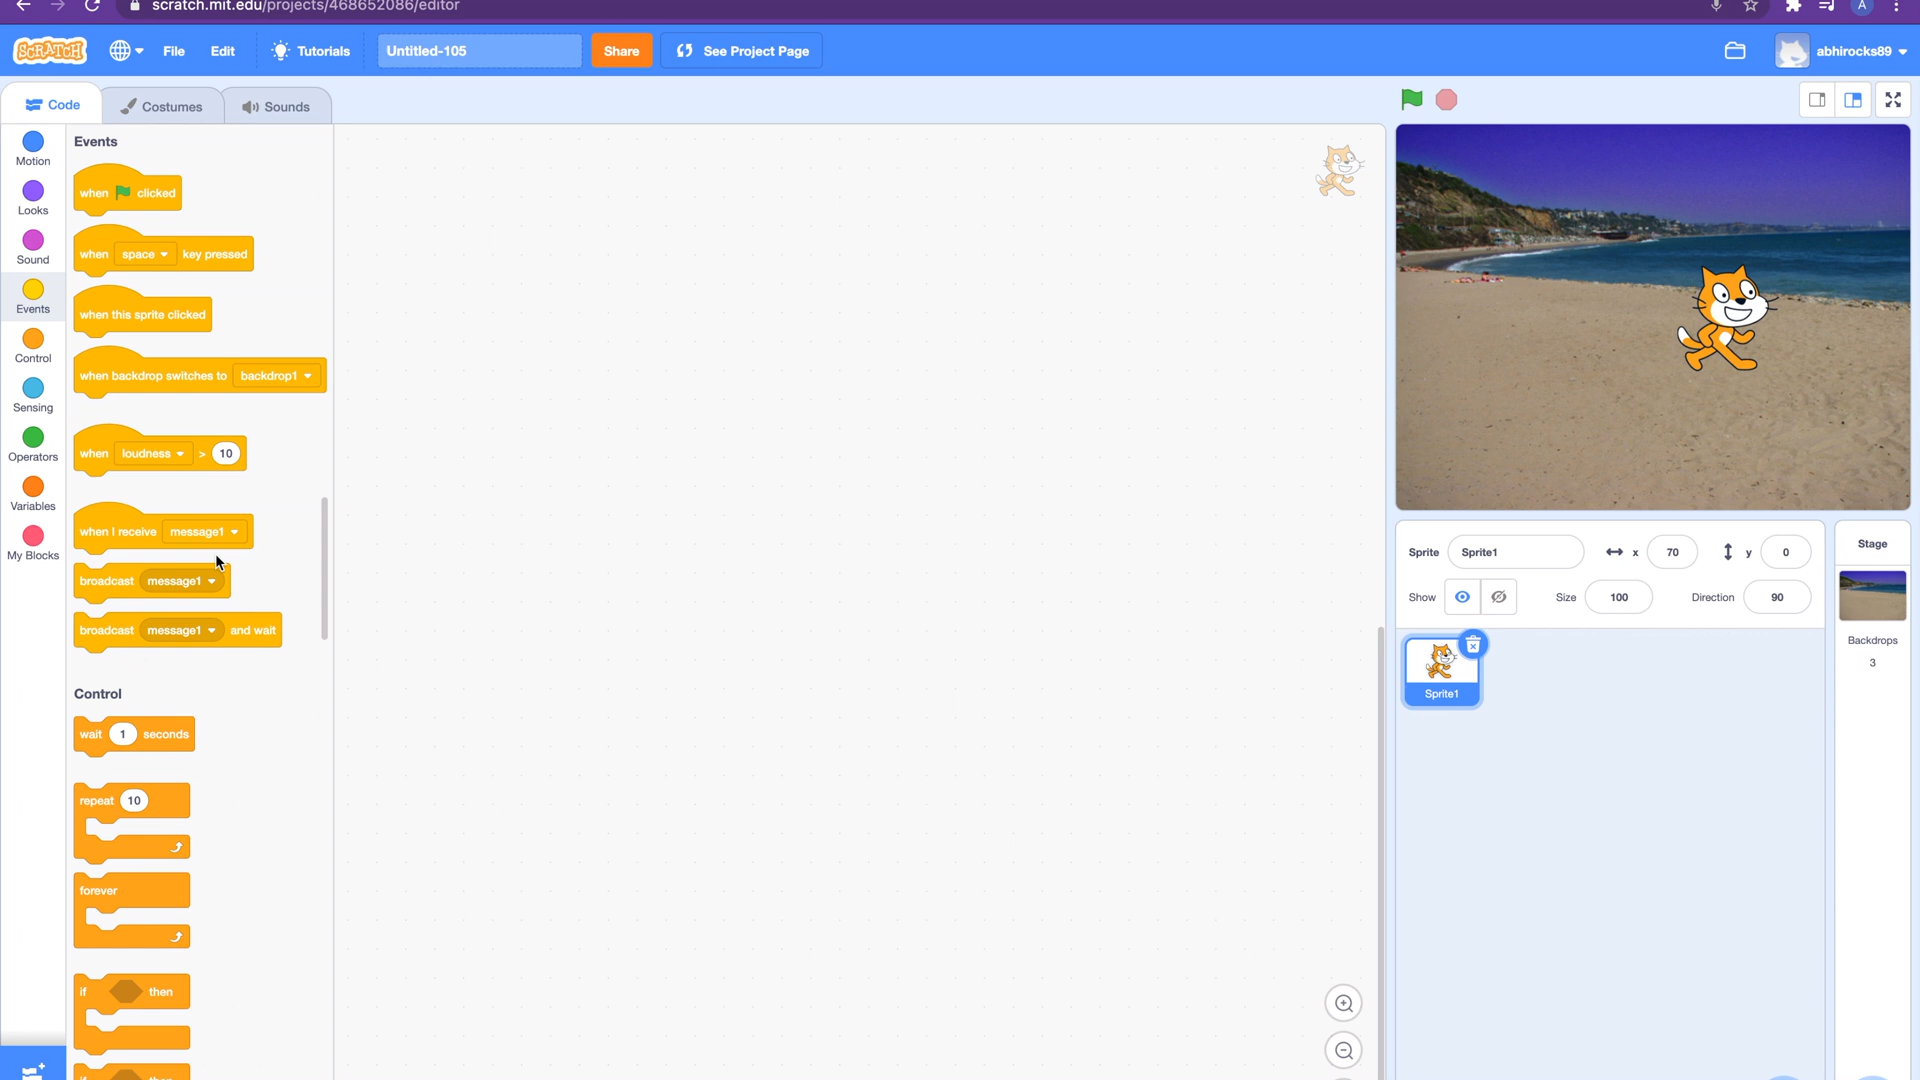 scratch.mit.edu/projects/468652086/editor
A
SCRATCH
File
Edit
Tutorials
Untitled-105
Share
See Project Page
abhirocks89
Code
Costumes
Sounds
Motion
Looks
Sound
Events
Control
Sensing
Operators
Variables
My Blocks
Events
when clicked
when space key pressed
when this sprite clicked
when backdrop switches to backdrop1
when loudness > 10
when I receive message1
broadcast message1
broadcast message1 and wait
Control
wait 1 seconds
repeat 10
forever
if then
Sprite Sprite1 x 70 y 0
Show Size 100 Direction 90
Sprite1
Stage
Backdrops
3